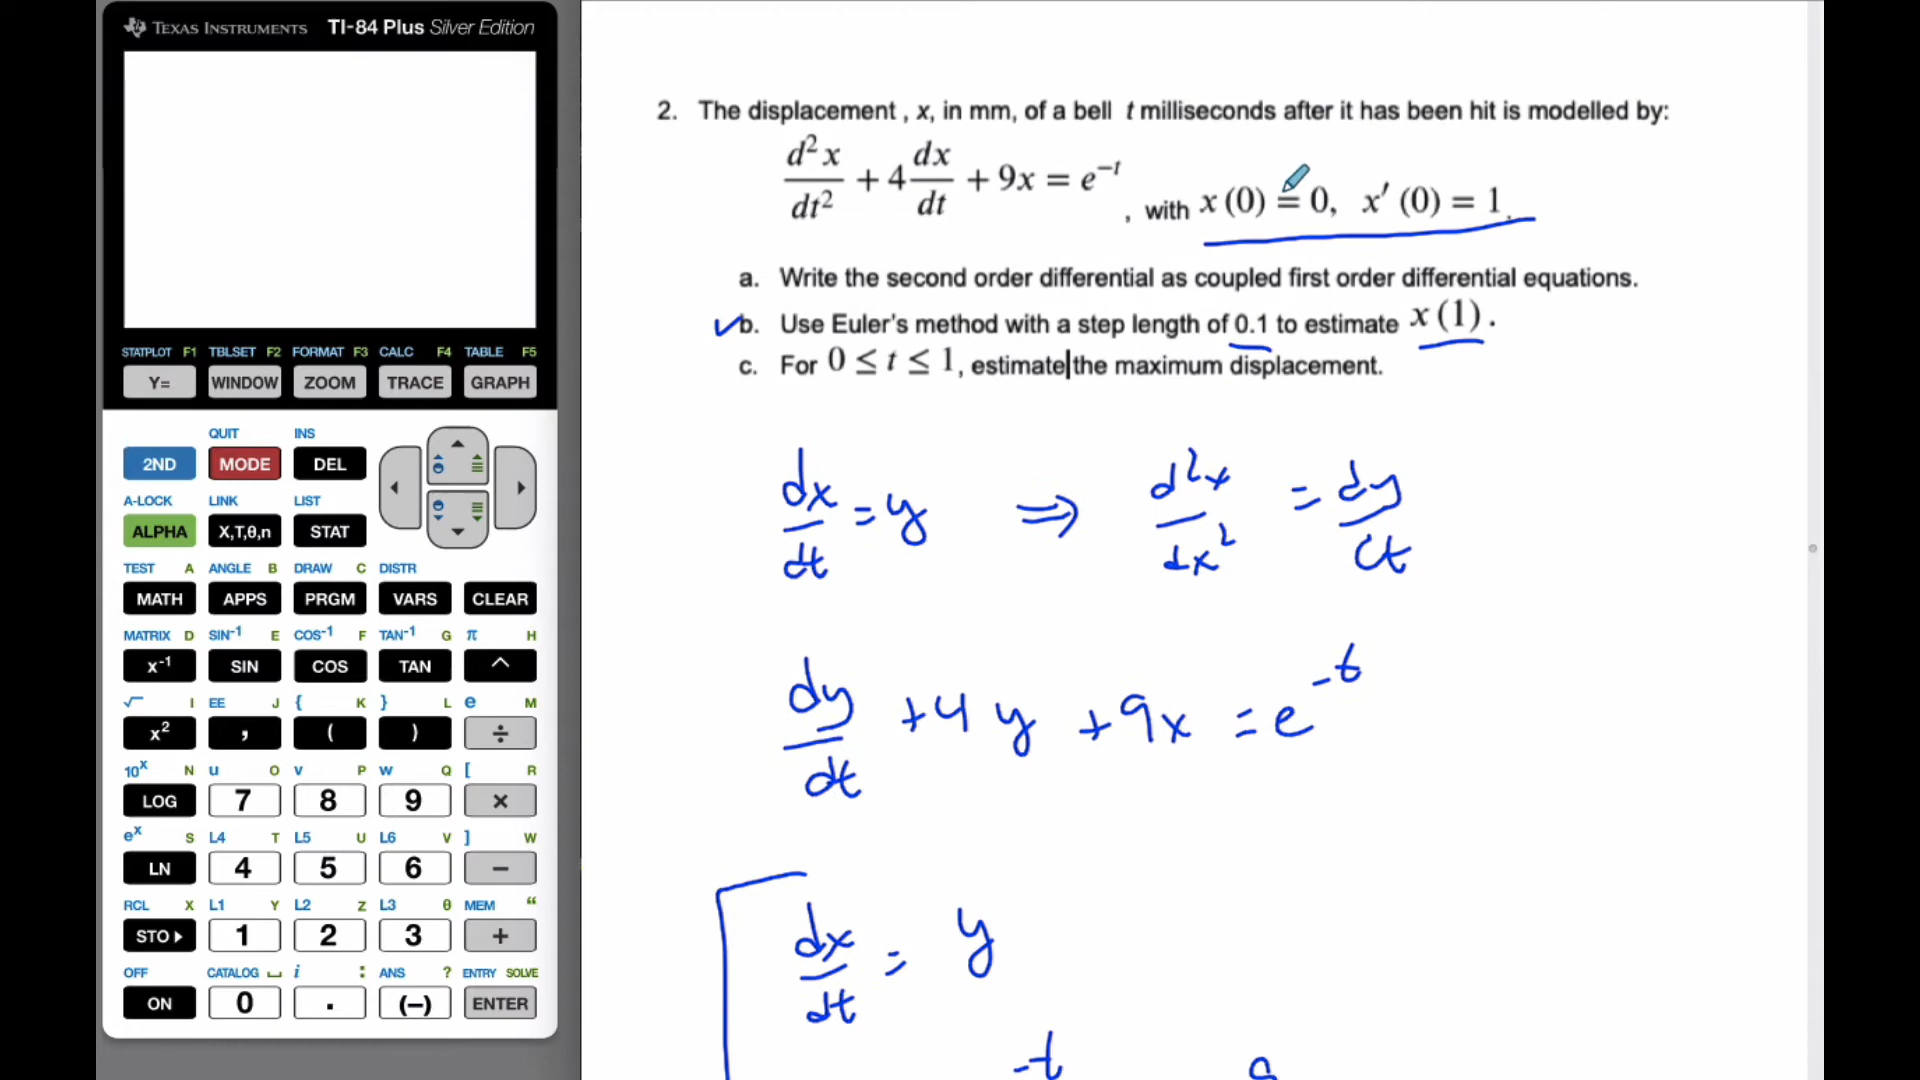 TEXAS INSTRUMENTS TI-84 Plus Silver Edition
STATPLOT F1 TBLSET F2 FORMAT F3 CALC F4 TABLE F5
Y= WINDOW ZOOM TRACE GRAPH
QUIT INS
2ND MODE DEL
A-LOCK LINK LIST
ALPHA X,T,θ,n STAT
TEST A ANGLE B DRAW C DISTR
MATH APPS PRGM VARS CLEAR
MATRIX D SIN⁻¹ E COS⁻¹ F TAN⁻¹ G π H
x⁻¹ SIN COS TAN ^
√ I EE J { K } L e M
x² , ( ) ÷
10ˣ N u O v P w Q [ R
LOG 7 8 9 ×
eˣ S L4 T L5 U L6 V ] W
LN 4 5 6 −
RCL X L1 Y L2 Z L3 θ MEM “
STO▸ 1 2 3 +
OFF CATALOG ⎵ i : ANS ? ENTRY SOLVE
ON 0 . (−) ENTER
2. The displacement , x, in mm, of a bell t milliseconds after it has been hit is modelled by:
d²x/dt² + 4 dx/dt + 9x = e⁻ᵗ , with x (0) = 0, x′ (0) = 1.
a. Write the second order differential as coupled first order differential equations.
b. Use Euler's method with a step length of 0.1 to estimate x (1) .
c. For 0 ≤ t ≤ 1, estimate the maximum displacement.
dx/dt = y ⇒ d²x/dx² = dy/dt
dy/dt + 4y + 9x = e⁻ᵗ
dx/dt = y
-t